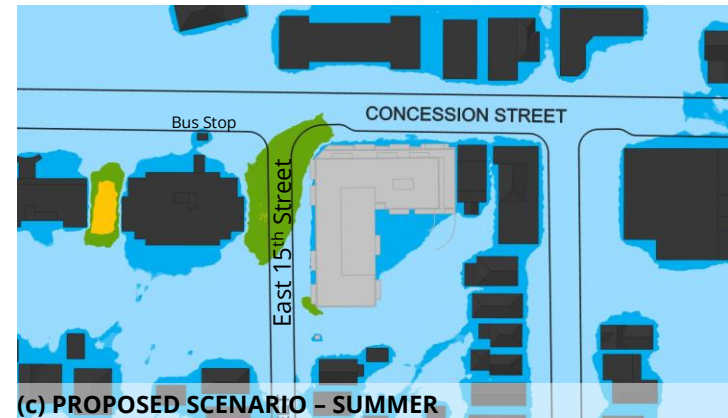 CONCESSION STREET
Bus Stop
East 15th Street
(c) PROPOSED SCENARIO – SUMMER